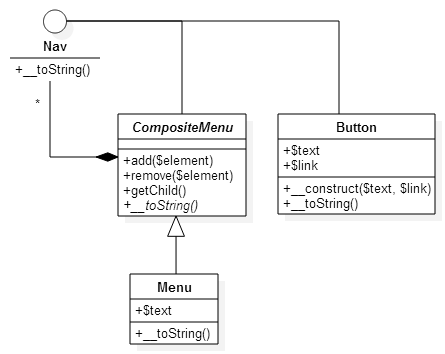 Nav
+__toString()
*
CompositeMenu
+add($element)
+remove($element)
+getChild()
+__toString()
Button
+$text
+$link
+__construct($text, $link)
+__toString()
Menu
+$text
+__toString()